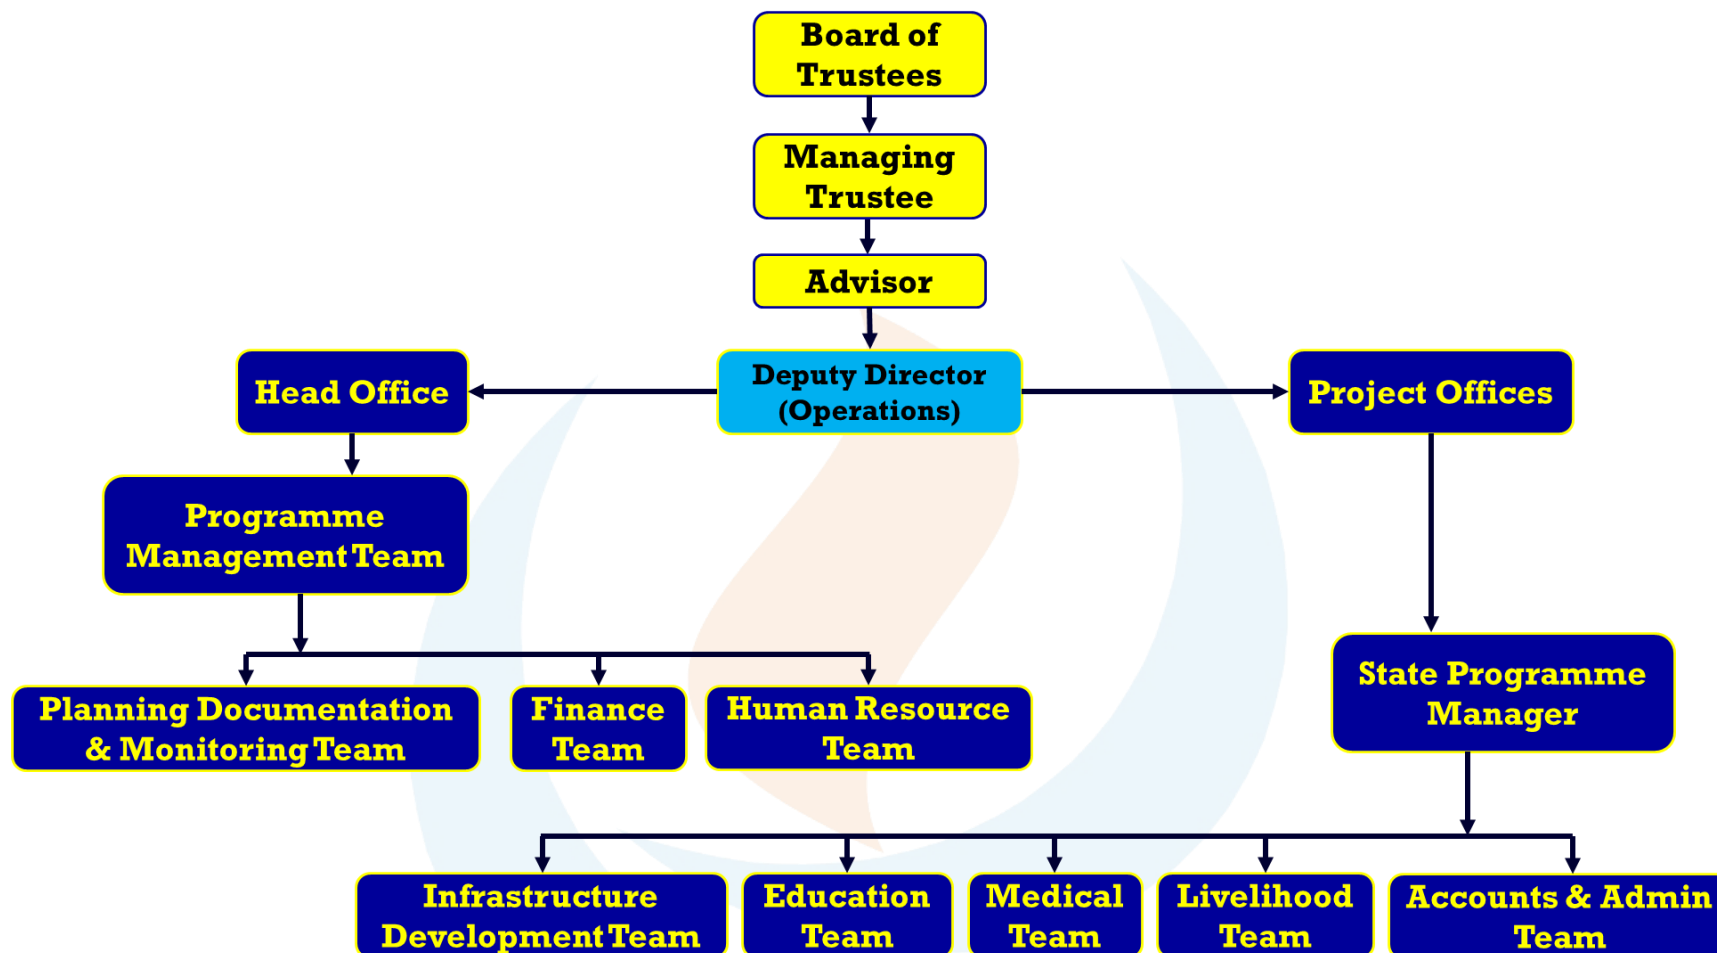 Board of
Trustees
Managing
Trustee
Advisor
Head Office
Deputy Director
(Operations)
Project Offices
Programme
Management Team
State Programme
Manager
Planning Documentation
& Monitoring Team
Finance
Team
Human Resource
Team
Infrastructure
Development Team
Education
Team
Medical
Team
Livelihood
Team
Accounts & Admin
Team